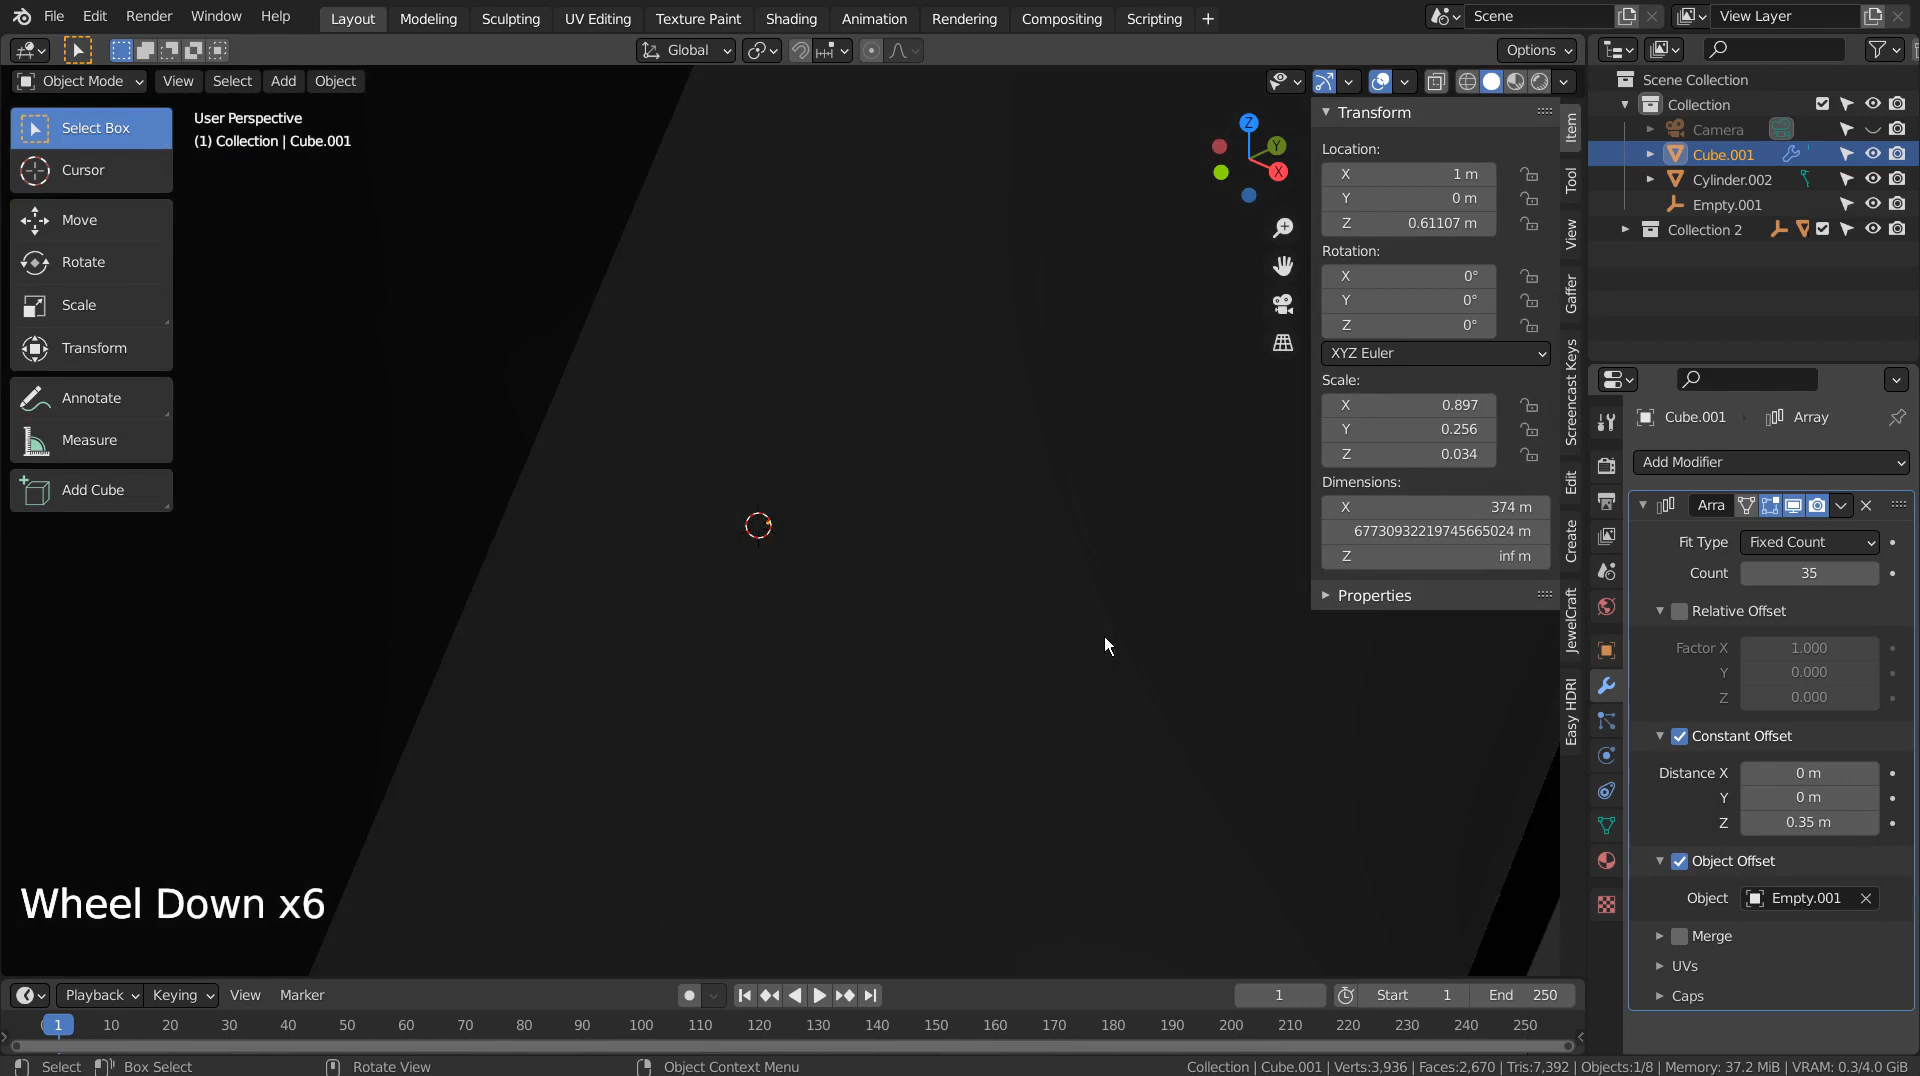 File Edit Render Window Help Layout Modeling Sculpting UV Editing Texture Paint Shading Animation Rendering Compositing Scripting + Scene View Layer
Global Options
Object Mode View Select Add Object
Select Box
Cursor
Move
Rotate
Scale
Transform
Annotate
Measure
Add Cube
User Perspective
(1) Collection | Cube.001
Z
Y
X
Transform
Location:
X 1 m
Y 0 m
Z 0.61107 m
Rotation:
X 0°
Y 0°
Z 0°
XYZ Euler
Scale:
X 0.897
Y 0.256
Z 0.034
Dimensions:
X 374 m
67730932219745665024 m
Z inf m
Properties
Item
Tool
View
Gaffer
Screencast Keys
Edit
Create
JewelCraft
Easy HDRI
Scene Collection
Collection
Camera
Cube.001
Cylinder.002
Empty.001
Collection 2
Cube.001 Array
Add Modifier
Arra
Fit Type Fixed Count
Count 35
Relative Offset
Factor X 1.000
Y 0.000
Z 0.000
Constant Offset
Distance X 0 m
Y 0 m
Z 0.35 m
Object Offset
Object Empty.001
Merge
UVs
Caps
Wheel Down x6
Playback Keying View Marker 1 Start 1 End 250
1 10 20 30 40 50 60 70 80 90 100 110 120 130 140 150 160 170 180 190 200 210 220 230 240 250
Select Box Select Rotate View Object Context Menu Collection | Cube.001 | Verts:3,936 | Faces:2,670 | Tris:7,392 | Objects:1/8 | Memory: 37.2 MiB | VRAM: 0.3/4.0 GiB